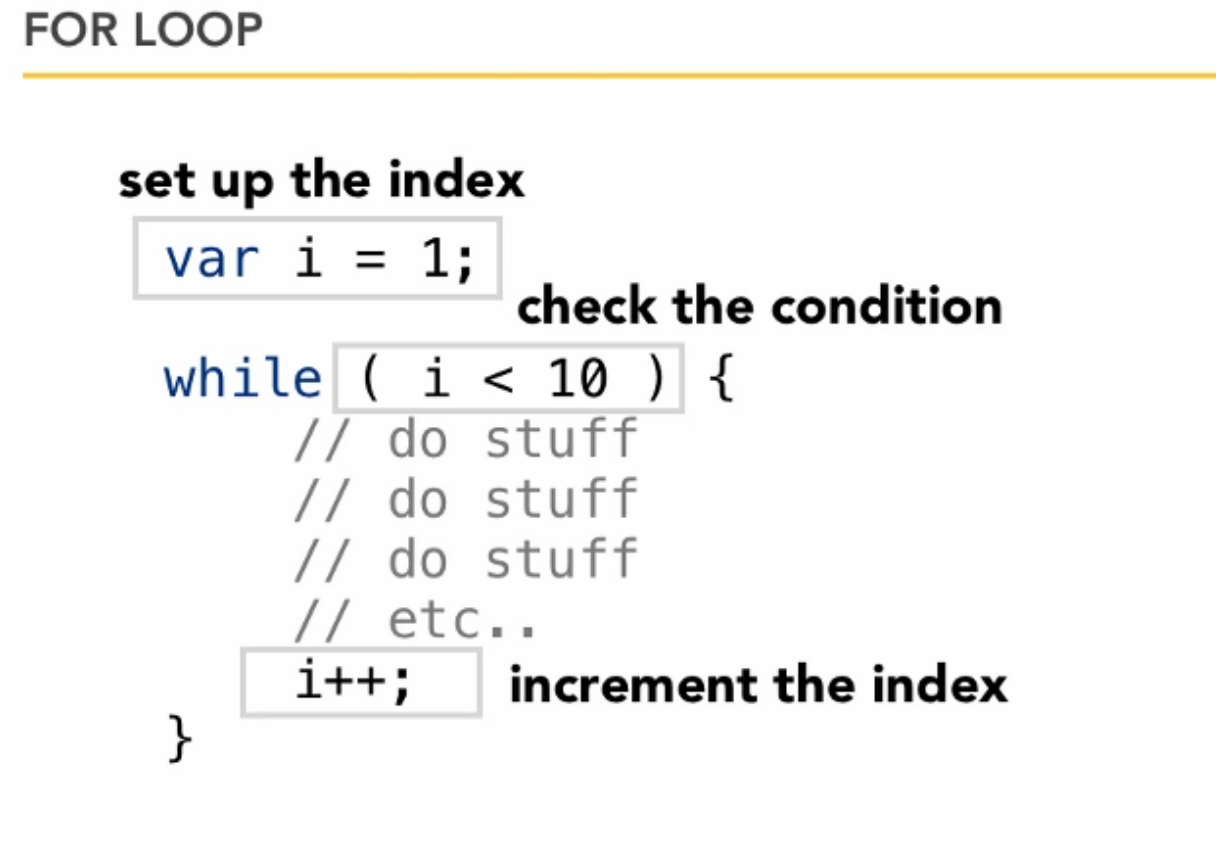 FOR LOOP
set up the index
var i = 1;
check the condition
while ( i < 10 ) {
// do stuff
// do stuff
// do stuff
// etc..
i++; increment the index
}